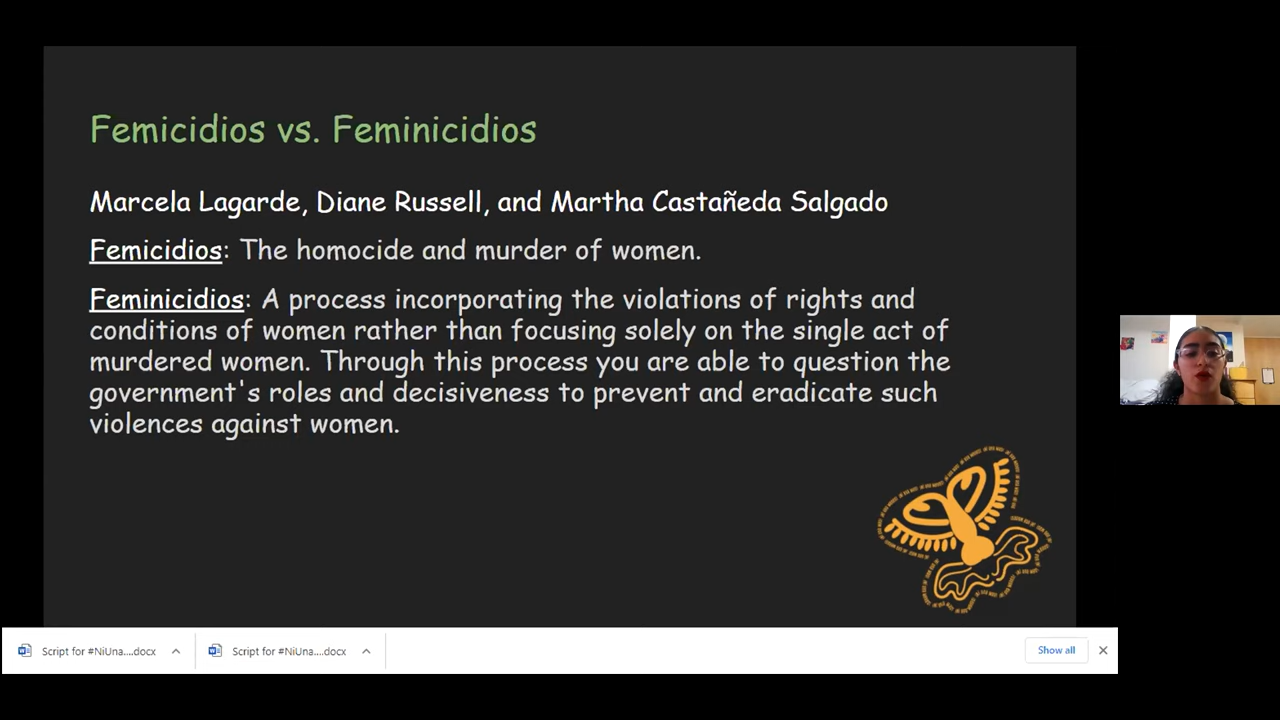 Femicidios vs. Feminicidios
Marcela Lagarde, Diane Russell, and Martha Castañeda Salgado
Femicidios: The homocide and murder of women.
Feminicidios: A process incorporating the violations of rights and
conditions of women rather than focusing solely on the single act of
murdered women. Through this process you are able to question the
government's roles and decisiveness to prevent and eradicate such
violences against women.
Script for #NiUna....docx
Script for #NiUna....docx
Show all